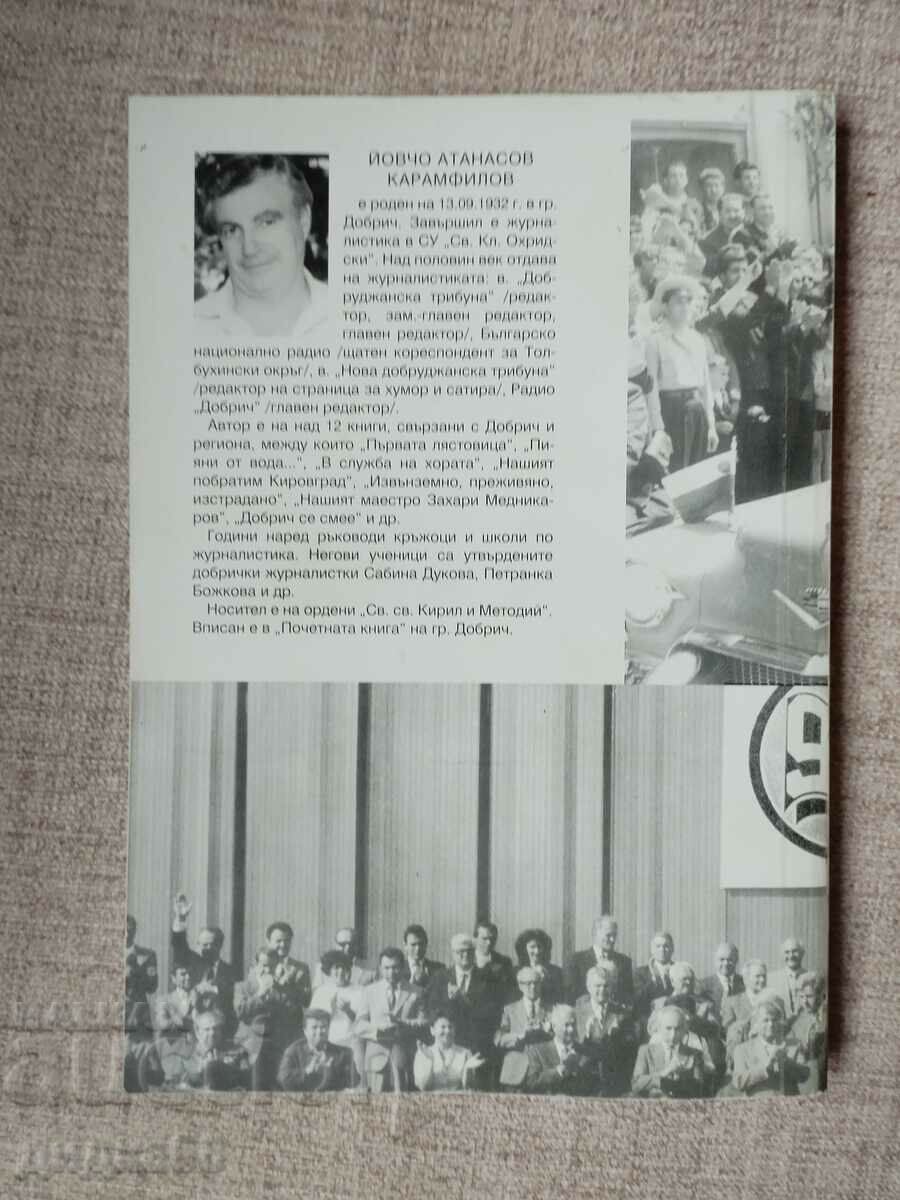 ЙОВЧО АТАНАСОВ
КАРАМФИЛОВ
е роден на 13.09.1932 г. в гр.
Добрич. Завършил е журна-
листика в СУ „Св. Кл. Охрид-
ски". Над половин век отдава
на журналистиката: в. „Доб-
руджанска трибуна" /редак-
тор, зам.-главен редактор,
главен редактор/, Българско
национално радио /щатен кореспондент за Тол-
бухински окръг/, в. „Нова добруджанска трибуна"
/редактор на страница за хумор и сатира/, Радио
„Добрич" /главен редактор/.
Автор е на над 12 книги, свързани с Добрич и
региона, между които „Първата лястовица", „Пи-
яни от вода...", „В служба на хората", „Нашият
побратим Кировград", „Извънземно, преживяно,
изстрадано", „Нашият маестро Захари Медника-
ров", „Добрич се смее" и др.
Години наред ръководи кръжоци и школи по
журналистика. Негови ученици са утвърдените
добрички журналистки Сабина Дукова, Петранка
Божкова и др.
Носител е на ордени „Св. св. Кирил и Методий".
Вписан е в „Почетната книга" на гр. Добрич.